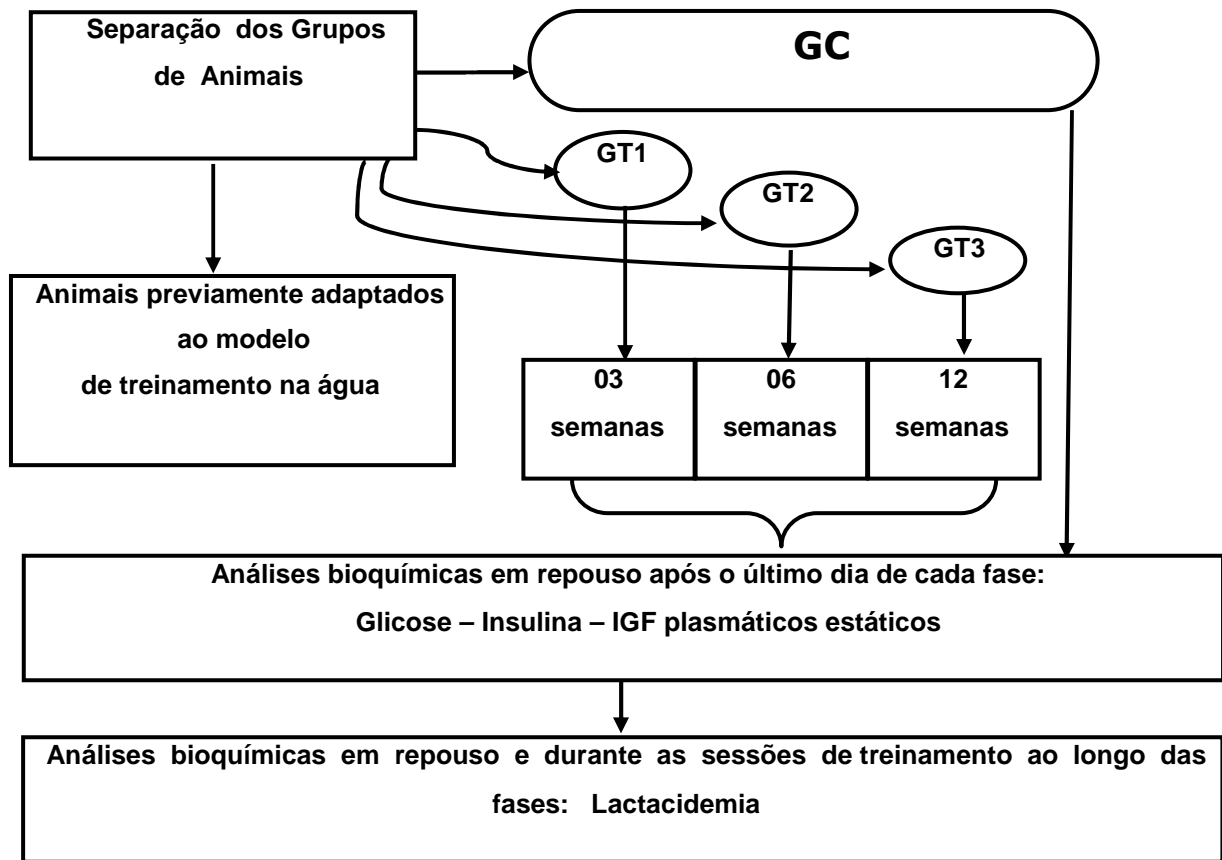 Separação dos Grupos
de Animais
GC
GT1
GT2
GT3
Animais previamente adaptados
ao modelo
de treinamento na água
03
semanas
06
semanas
12
semanas
Análises bioquímicas em repouso após o último dia de cada fase:
Glicose – Insulina – IGF plasmáticos estáticos
Análises bioquímicas em repouso e durante as sessões de treinamento ao longo das
fases: Lactacidemia